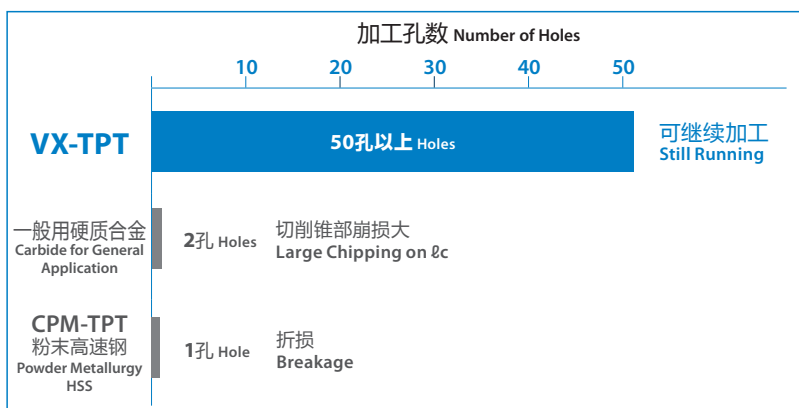 加工孔数 Number of Holes
10 20 30 40 50
VX-TPT
50孔以上 Holes
可继续加工
Still Running
一般用硬质合金
Carbide for General
Application
2孔 Holes
切削锥部崩损大
Large Chipping on ℓc
CPM-TPT
粉末高速钢
Powder Metallurgy
HSS
1孔 Hole
折损
Breakage